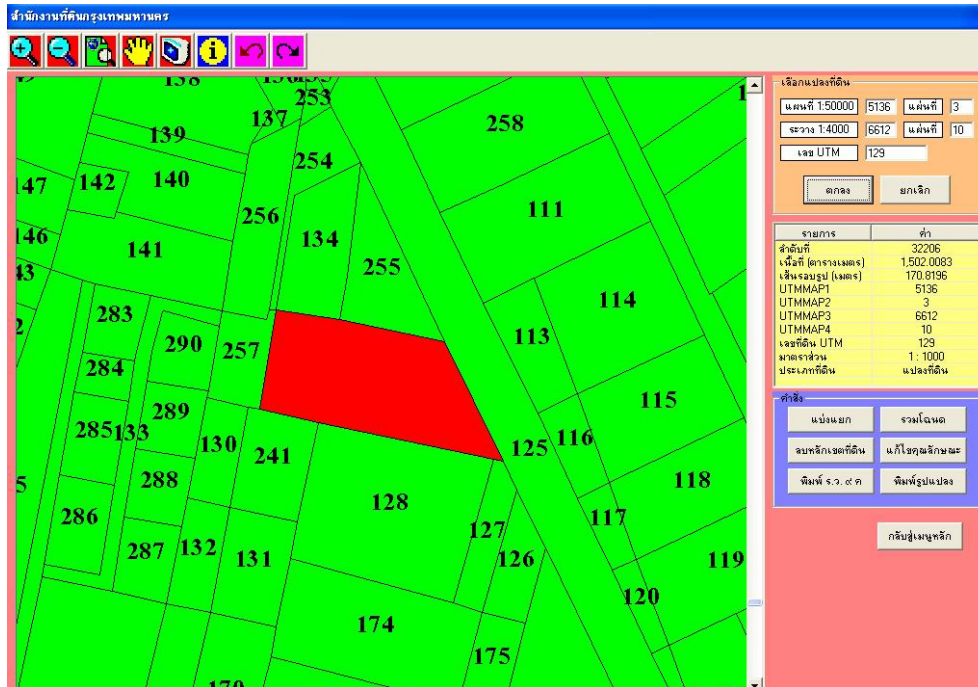 สำนักงานที่ดินกรุงเทพมหานคร
เลือกแปลงที่ดิน
แผนที่ 1:50000 5136 แผ่นที่ 3
ระวาง 1:4000 6612 แผ่นที่ 10
เลข UTM 129
ตกลง ยกเลิก
รายการ ค่า
ลำดับที่ 32206
เนื้อที่ (ตารางเมตร) 1,502.0083
เส้นรอบรูป (เมตร) 170.8196
UTMMAP1 5136
UTMMAP2 3
UTMMAP3 6612
UTMMAP4 10
เลขที่ดิน UTM 129
มาตราส่วน 1 : 1000
ประเภทที่ดิน แปลงที่ดิน
คำสั่ง
แบ่งแยก รวมโฉนด
ลบหลักเขตที่ดิน แก้ไขคุณลักษณะ
พิมพ์ ร.ว. ๙ ค พิมพ์รูปแปลง
กลับสู่เมนูหลัก
138
253
137
258
139
254
147
142
140
256
111
146
134
141
255
43
114
283
113
290
257
284
115
289
285
133
130
241
125
116
288
128
118
286
127
117
287
132
131
126
119
120
174
175
170